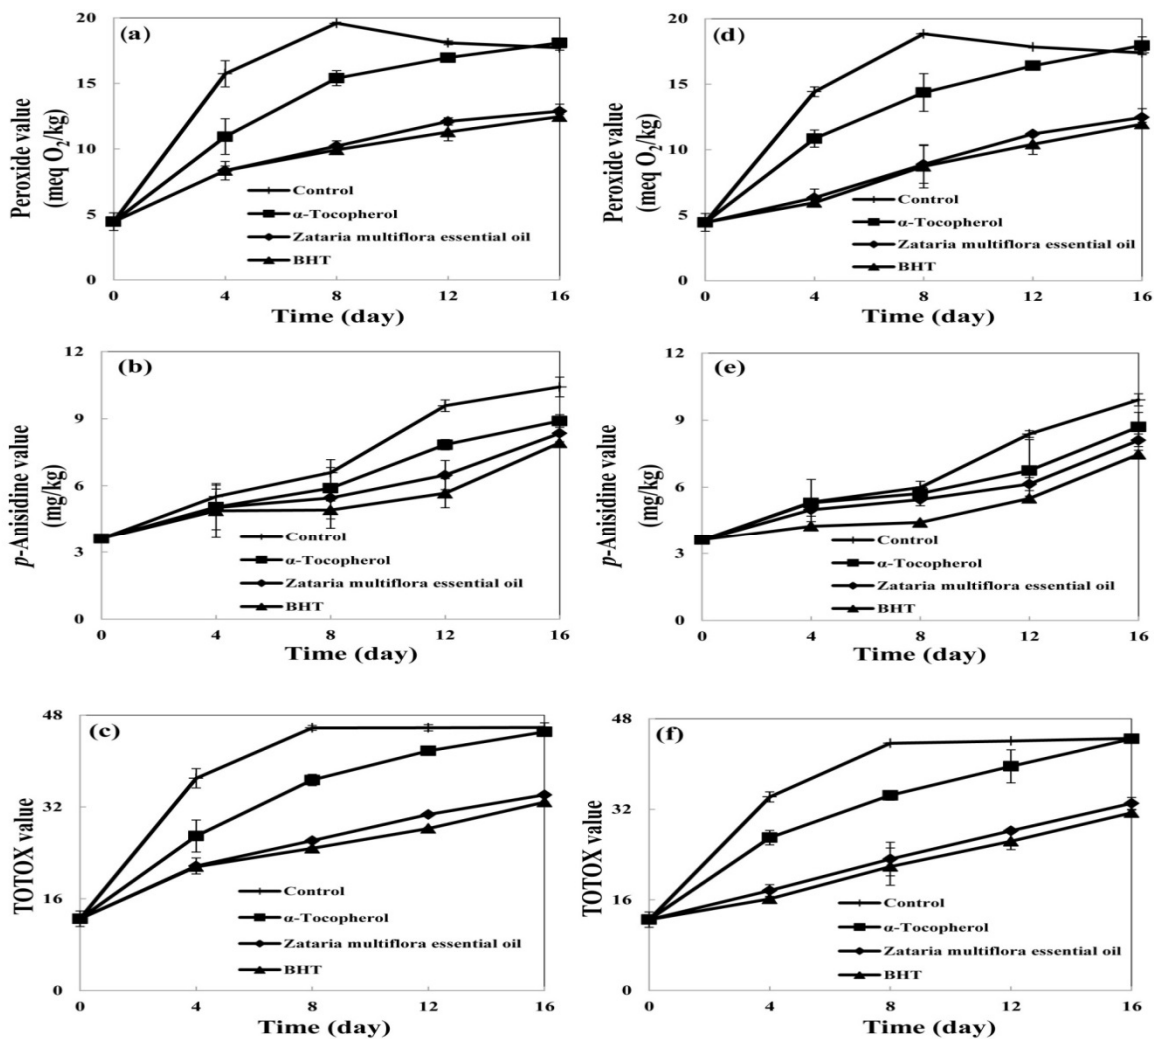 (a)
Peroxide value
(meq O2/kg)
20
15
10
5
0
Control
α-Tocopherol
Zataria multiflora essential oil
BHT
0 4 8 12 16
Time (day)
(d)
Peroxide value
(meq O2/kg)
20
15
10
5
0
Control
α-Tocopherol
Zataria multiflora essential oil
BHT
0 4 8 12 16
Time (day)
(b)
p-Anisidine value
(mg/kg)
12
9
6
3
0
Control
α-Tocopherol
Zataria multiflora essential oil
BHT
0 4 8 12 16
Time (day)
(e)
p-Anisidine value
(mg/kg)
12
9
6
3
0
Control
α-Tocopherol
Zataria multiflora essential oil
BHT
0 4 8 12 16
Time (day)
(c)
TOTOX value
48
32
16
0
Control
α-Tocopherol
Zataria multiflora essential oil
BHT
0 4 8 12 16
Time (day)
(f)
TOTOX value
48
32
16
0
Control
α-Tocopherol
Zataria multiflora essential oil
BHT
0 4 8 12 16
Time (day)